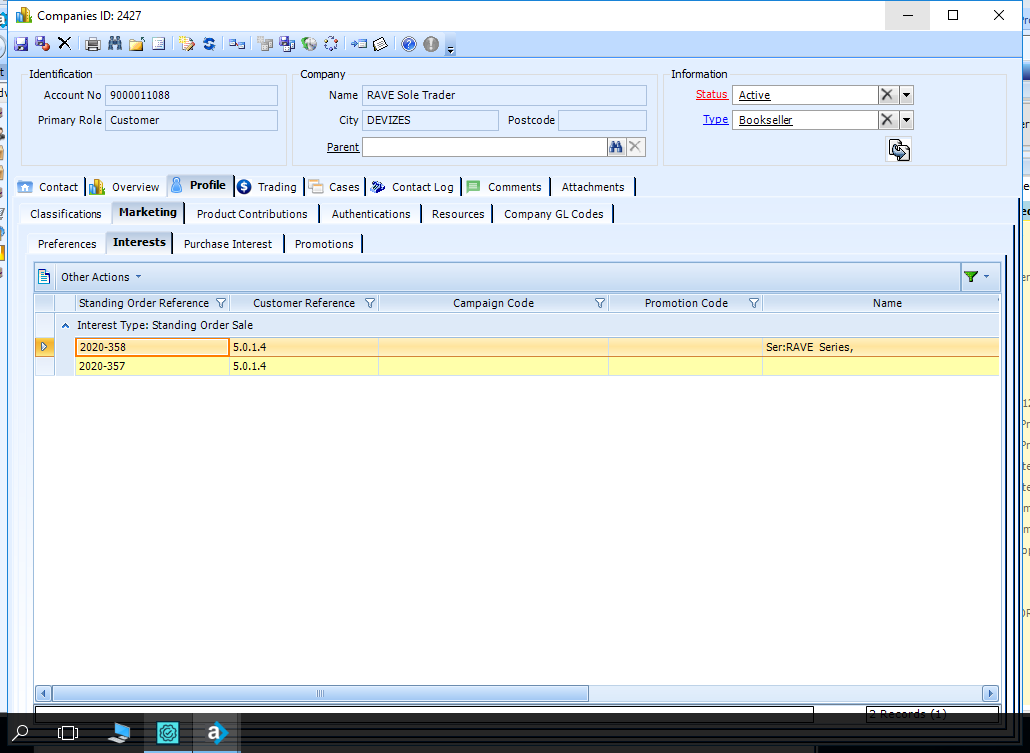 Companies ID: 2427
Identification
Account No 9000011088
Primary Role Customer
Company
Name RAVE Sole Trader
City DEVIZES Postcode
Parent
Information
Status Active
Type Bookseller
Contact Overview Profile Trading Cases Contact Log Comments Attachments
Classifications Marketing Product Contributions Authentications Resources Company GL Codes
Preferences Interests Purchase Interest Promotions
Other Actions
Standing Order Reference Customer Reference Campaign Code Promotion Code Name
Interest Type: Standing Order Sale
2020-358 5.0.1.4 Ser:RAVE Series,
2020-357 5.0.1.4
2 Records (1)